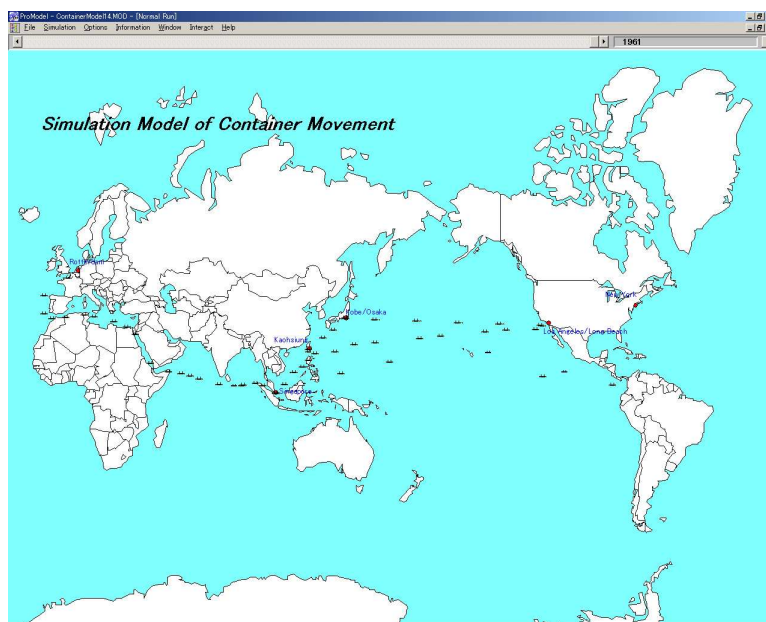 ProModel - ContainerModel14.MOD - [Normal Run]
File Simulation Options Information Window Interact Help
1961
Simulation Model of Container Movement
Rotterdam
New York
Kobe/Osaka
Los Angeles/Long Beach
Kaohsiung
Singapore